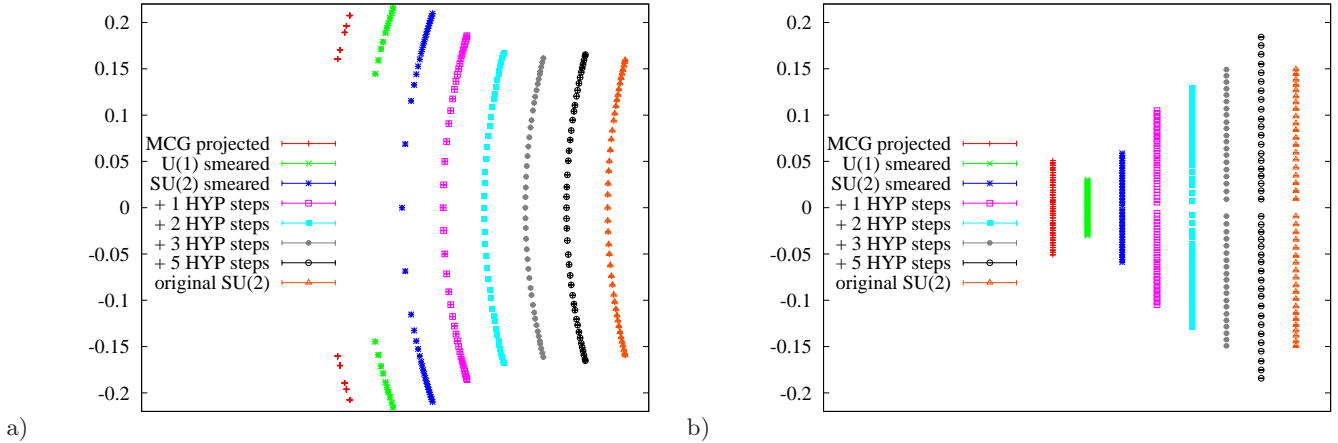 0.2
0.15
0.1
0.05
0
-0.05
-0.1
-0.15
-0.2
MCG projected
U(1) smeared
SU(2) smeared
+ 1 HYP steps
+ 2 HYP steps
+ 3 HYP steps
+ 5 HYP steps
original SU(2)
a)
0.2
0.15
0.1
0.05
0
-0.05
-0.1
-0.15
-0.2
MCG projected
U(1) smeared
SU(2) smeared
+ 1 HYP steps
+ 2 HYP steps
+ 3 HYP steps
+ 5 HYP steps
original SU(2)
b)